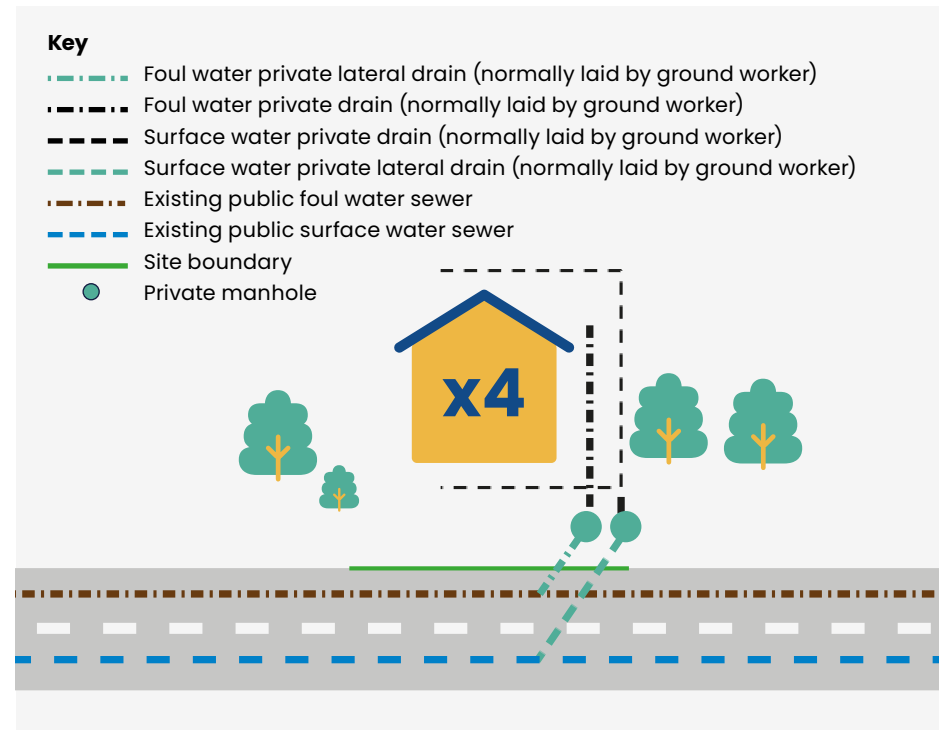 Key
Foul water private lateral drain (normally laid by ground worker)
Foul water private drain (normally laid by ground worker)
Surface water private drain (normally laid by ground worker)
Surface water private lateral drain (normally laid by ground worker)
Existing public foul water sewer
Existing public surface water sewer
Site boundary
Private manhole
x4